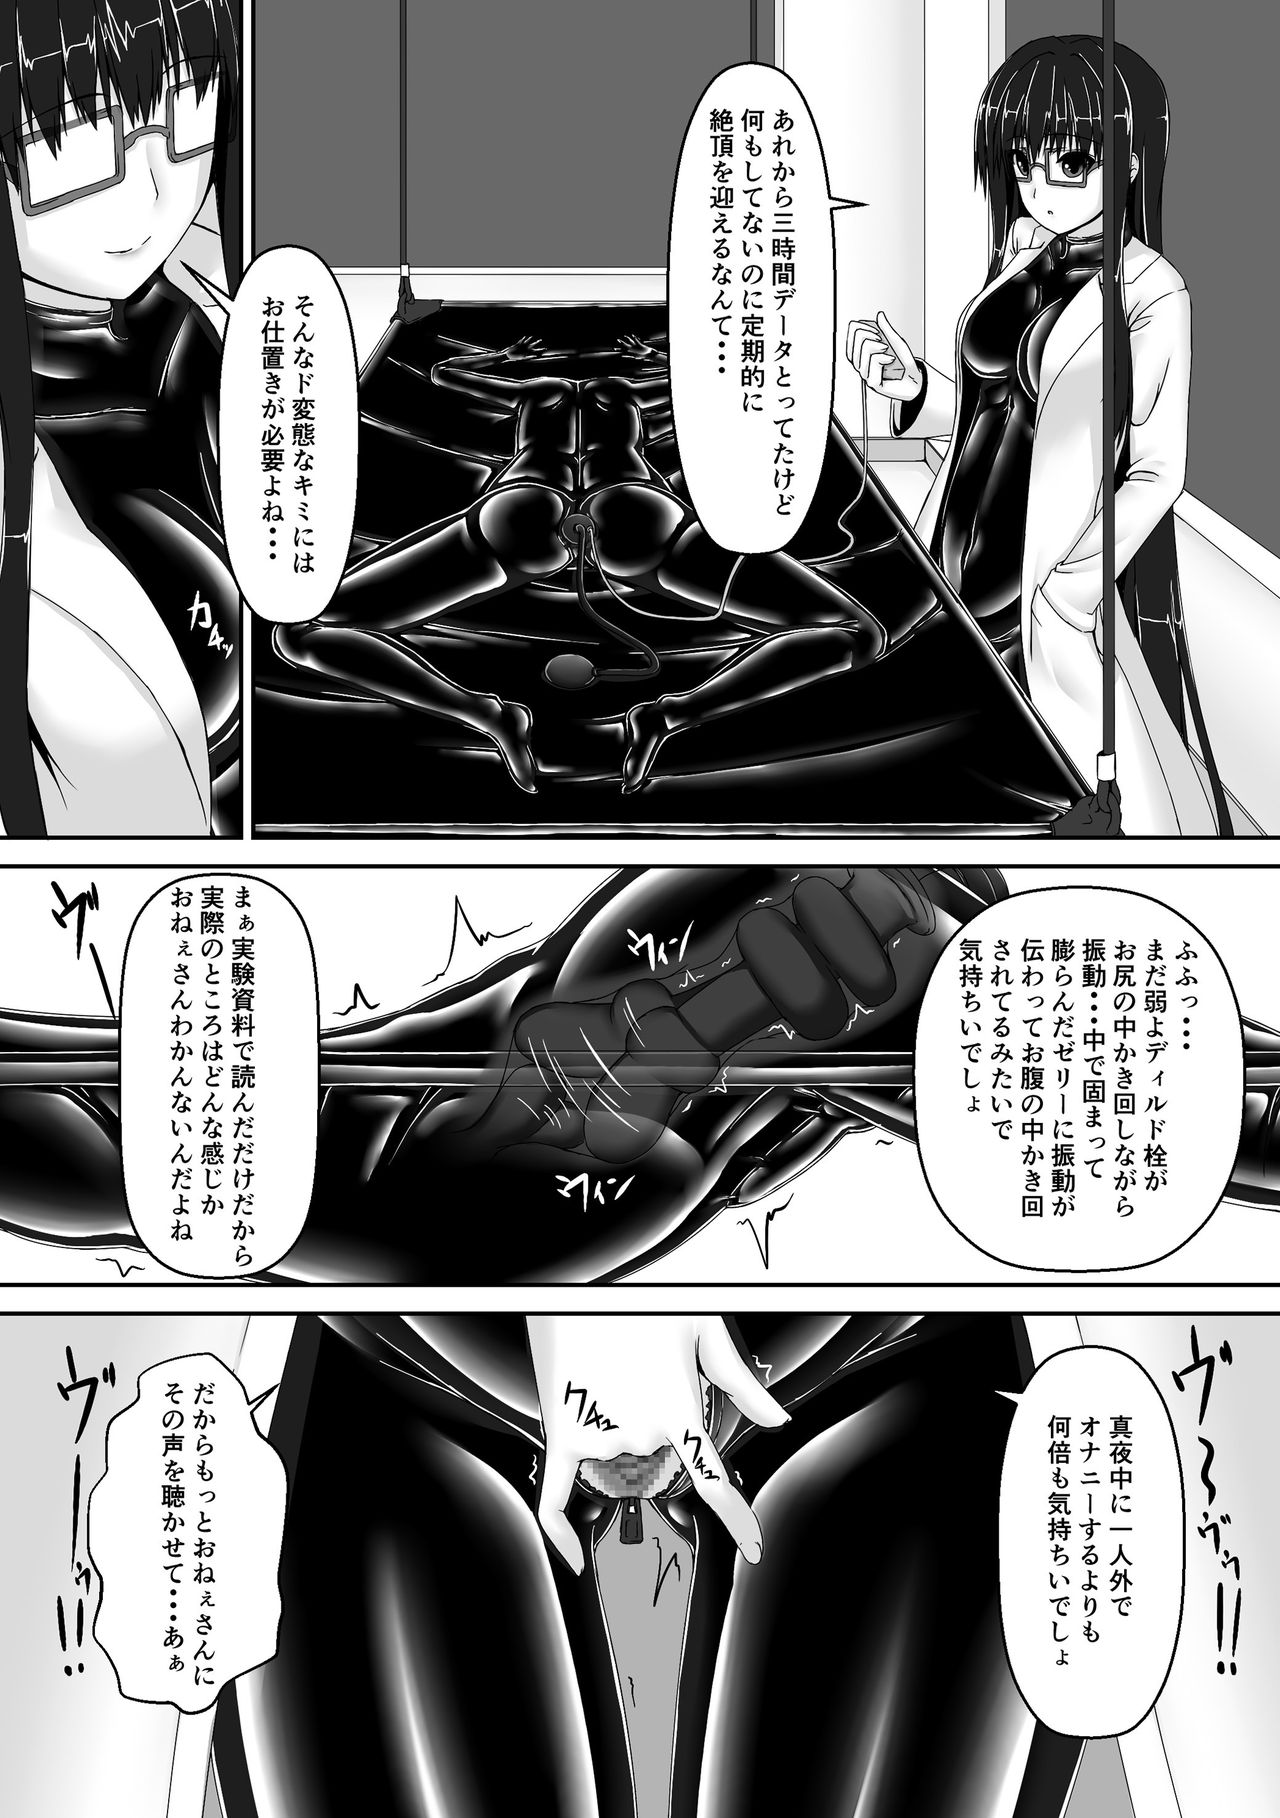 あれから三時間データとってたけど
何もしてないのに定期的に
絶頂を迎えるなんて・・・
そんなド変態なキミには
お仕置きが必要よね・・・
カチッ
ふふっ・・・
まだ弱よディルド栓が
お尻の中かき回しながら
振動・・・中で固まって
膨らんだゼリーに振動が
伝わってお腹の中かき回
されてるみたいで
気持ちいいでしょ
ウィン
ウィン
ヴッ
まぁ実験資料で読んだだけだから
実際のところはどんな感じか
おねぇさんわかんないんだよね
真夜中に一人外で
オナニーするよりも
何倍も気持ちいでしょ
ヴ～ヴゥ!!
クチュ
クチュ
だからもっとおねぇさんに
その声を聴かせて・・・あぁ
ヴーーッ!!